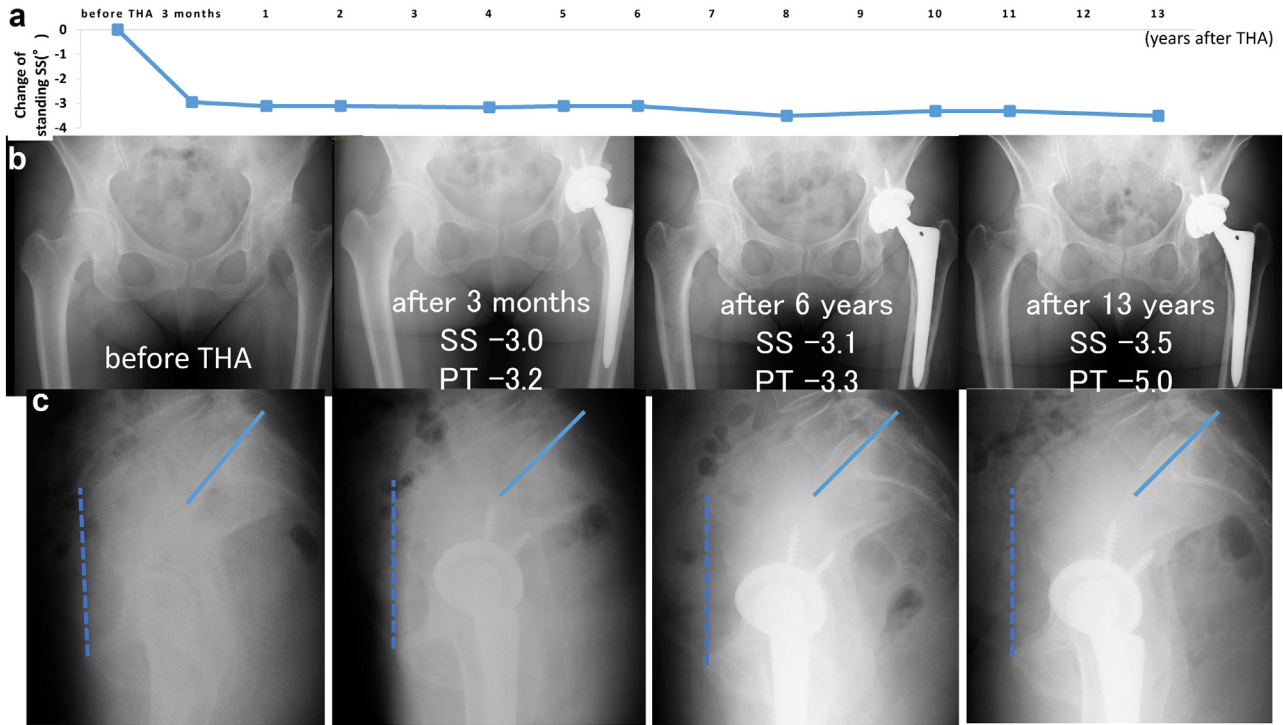 a
before THA 3 months 1 2 3 4 5 6 7 8 9 10 11 12 13
(years after THA)
Change of
standing SS(°)
0
-1
-2
-3
-4
b
before THA
after 3 months
SS −3.0
PT −3.2
after 6 years
SS −3.1
PT −3.3
after 13 years
SS −3.5
PT −5.0
c